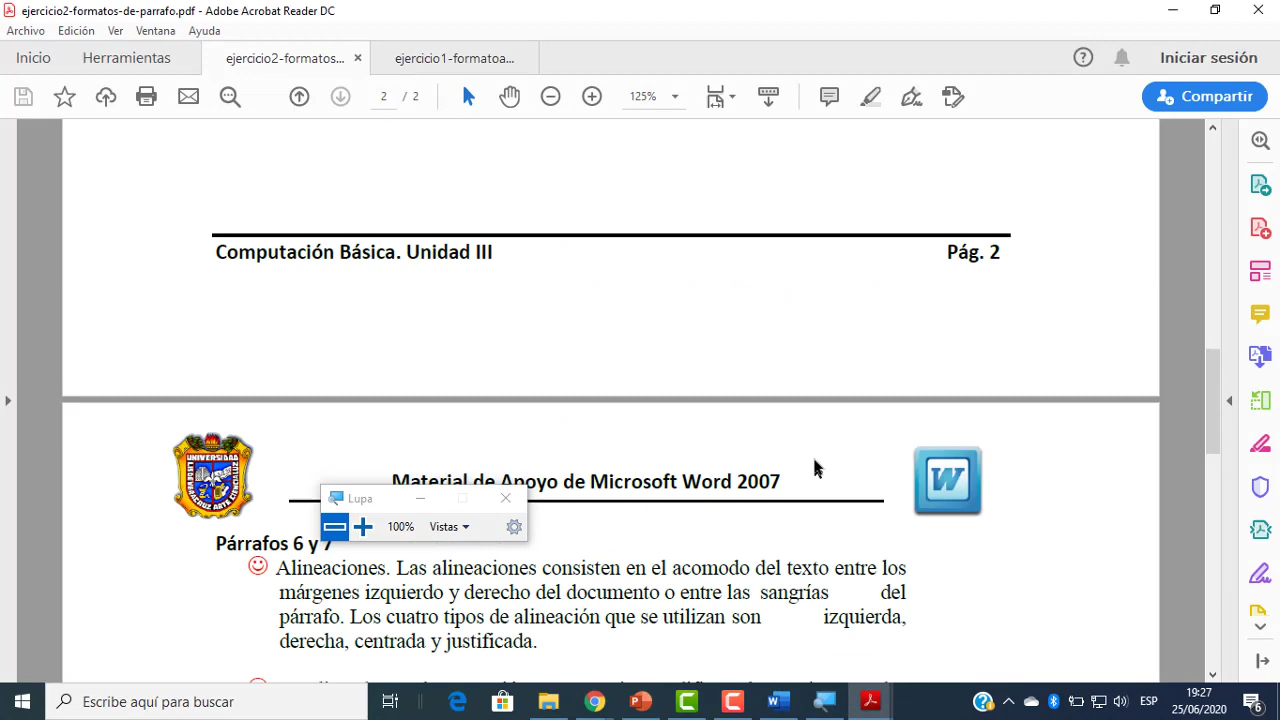 ejercicio2-formatos-de-parrafo.pdf - Adobe Acrobat Reader DC
Archivo Edición Ver Ventana Ayuda
Inicio Herramientas ejercicio2-formatos... × ejercicio1-formatoa... Iniciar sesión
2 / 2 125% Compartir
Computación Básica. Unidad III Pág. 2
UNIVERSIDAD
Material de Apoyo de Microsoft Word 2007
W
Lupa
100% Vistas
Párrafos 6 y 7
Alineaciones. Las alineaciones consisten en el acomodo del texto entre los
márgenes izquierdo y derecho del documento o entre las sangrías del
párrafo. Los cuatro tipos de alineación que se utilizan son izquierda,
derecha, centrada y justificada.
Escribe aquí para buscar
ESP
19:27
25/06/2020
6